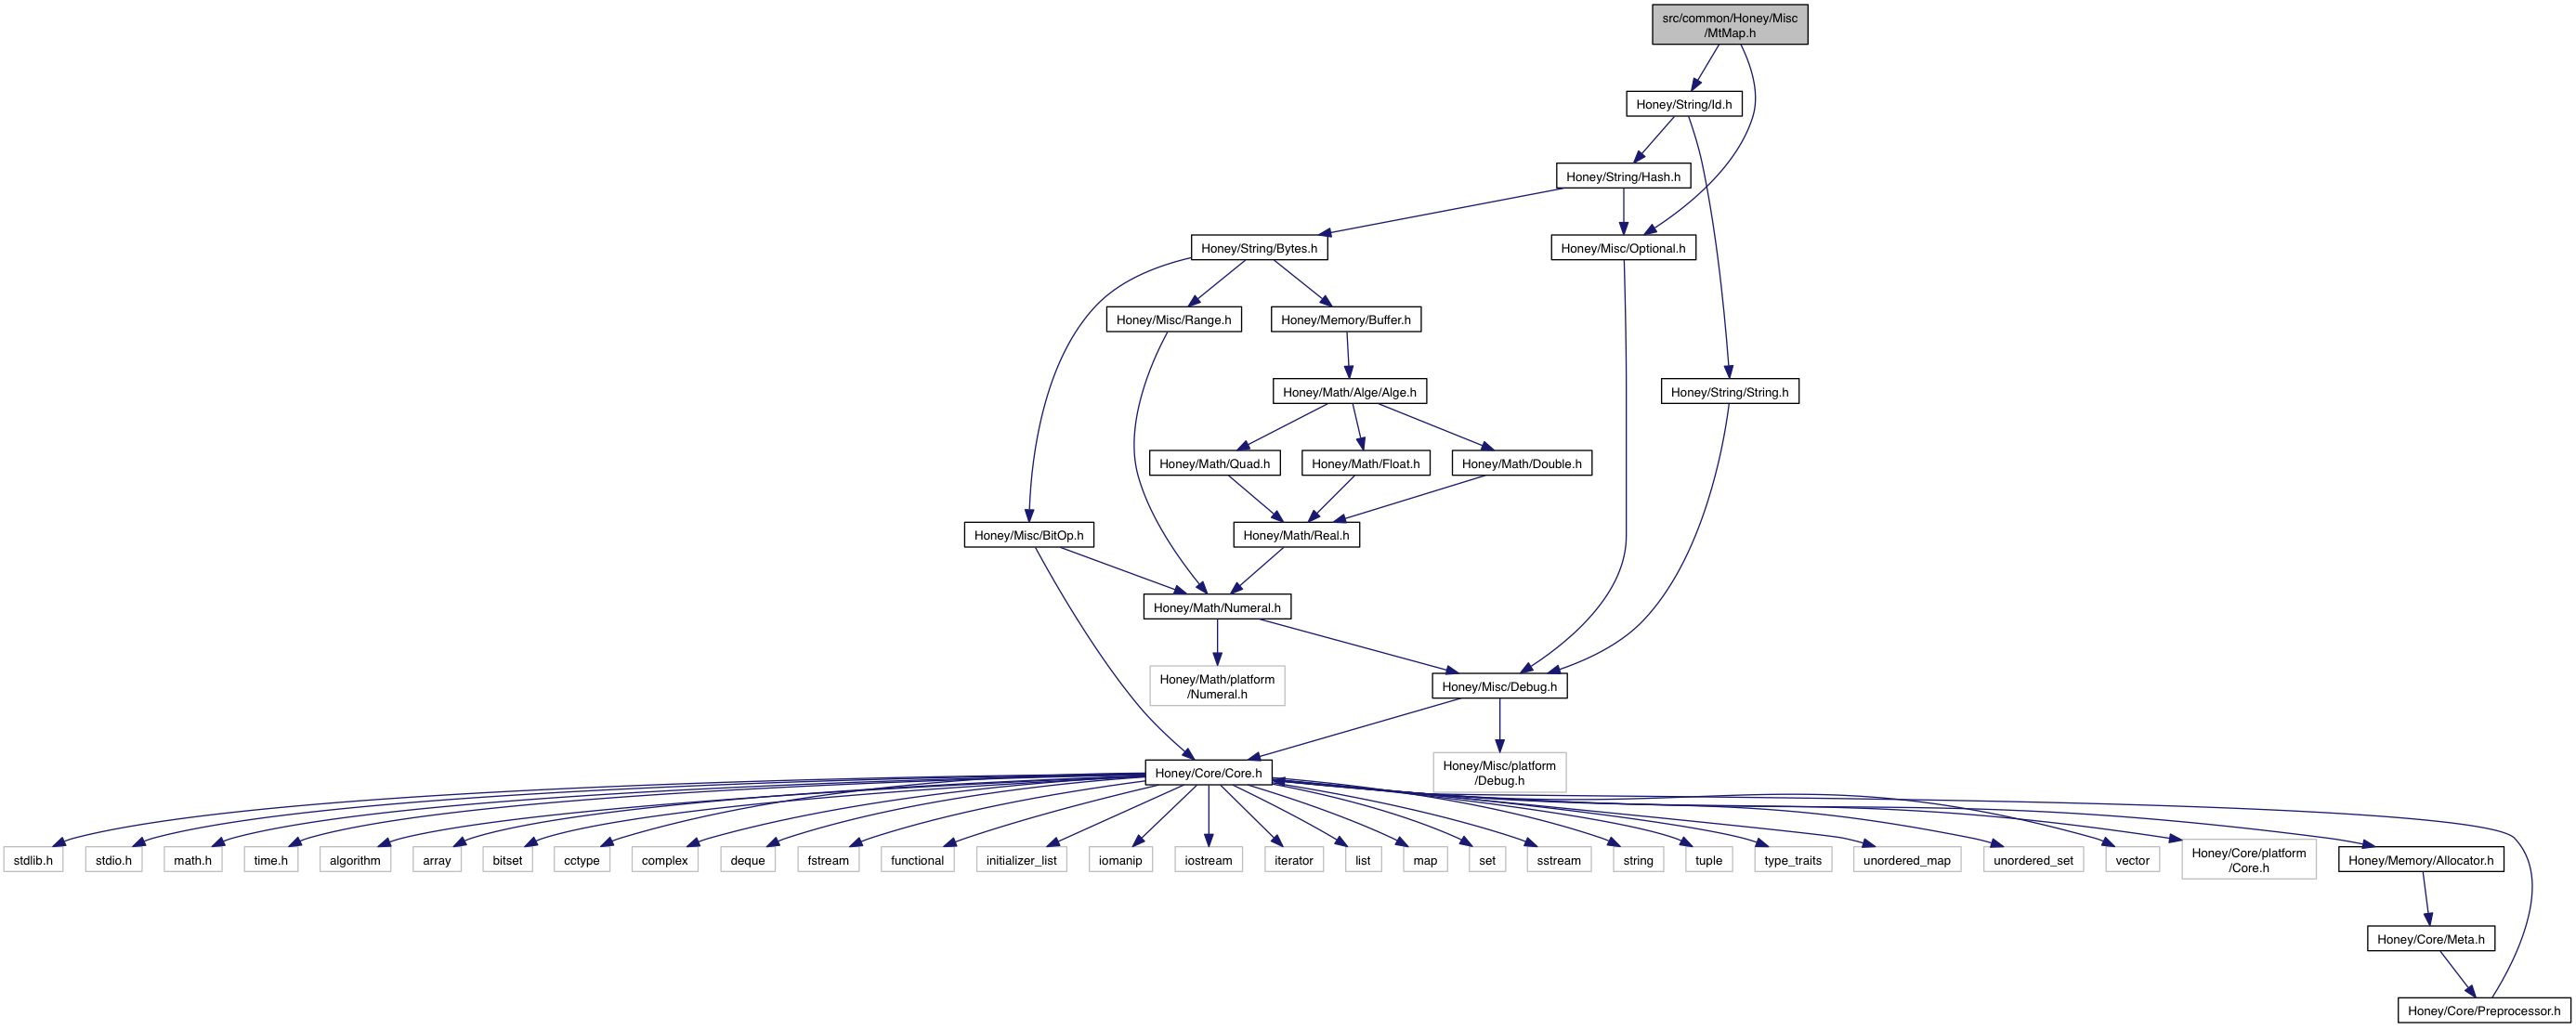 src/common/Honey/Misc
/MtMap.h
Honey/String/Id.h
Honey/String/Hash.h
Honey/String/Bytes.h
Honey/Misc/Optional.h
Honey/Misc/Range.h
Honey/Memory/Buffer.h
Honey/Math/Alge/Alge.h
Honey/String/String.h
Honey/Math/Quad.h
Honey/Math/Float.h
Honey/Math/Double.h
Honey/Misc/BitOp.h
Honey/Math/Real.h
Honey/Math/Numeral.h
Honey/Math/platform
/Numeral.h
Honey/Misc/Debug.h
Honey/Core/Core.h
Honey/Misc/platform
/Debug.h
stdlib.h
stdio.h
math.h
time.h
algorithm
array
bitset
cctype
complex
deque
fstream
functional
initializer_list
iomanip
iostream
iterator
list
map
set
sstream
string
tuple
type_traits
unordered_map
unordered_set
vector
Honey/Core/platform
/Core.h
Honey/Memory/Allocator.h
Honey/Core/Meta.h
Honey/Core/Preprocessor.h